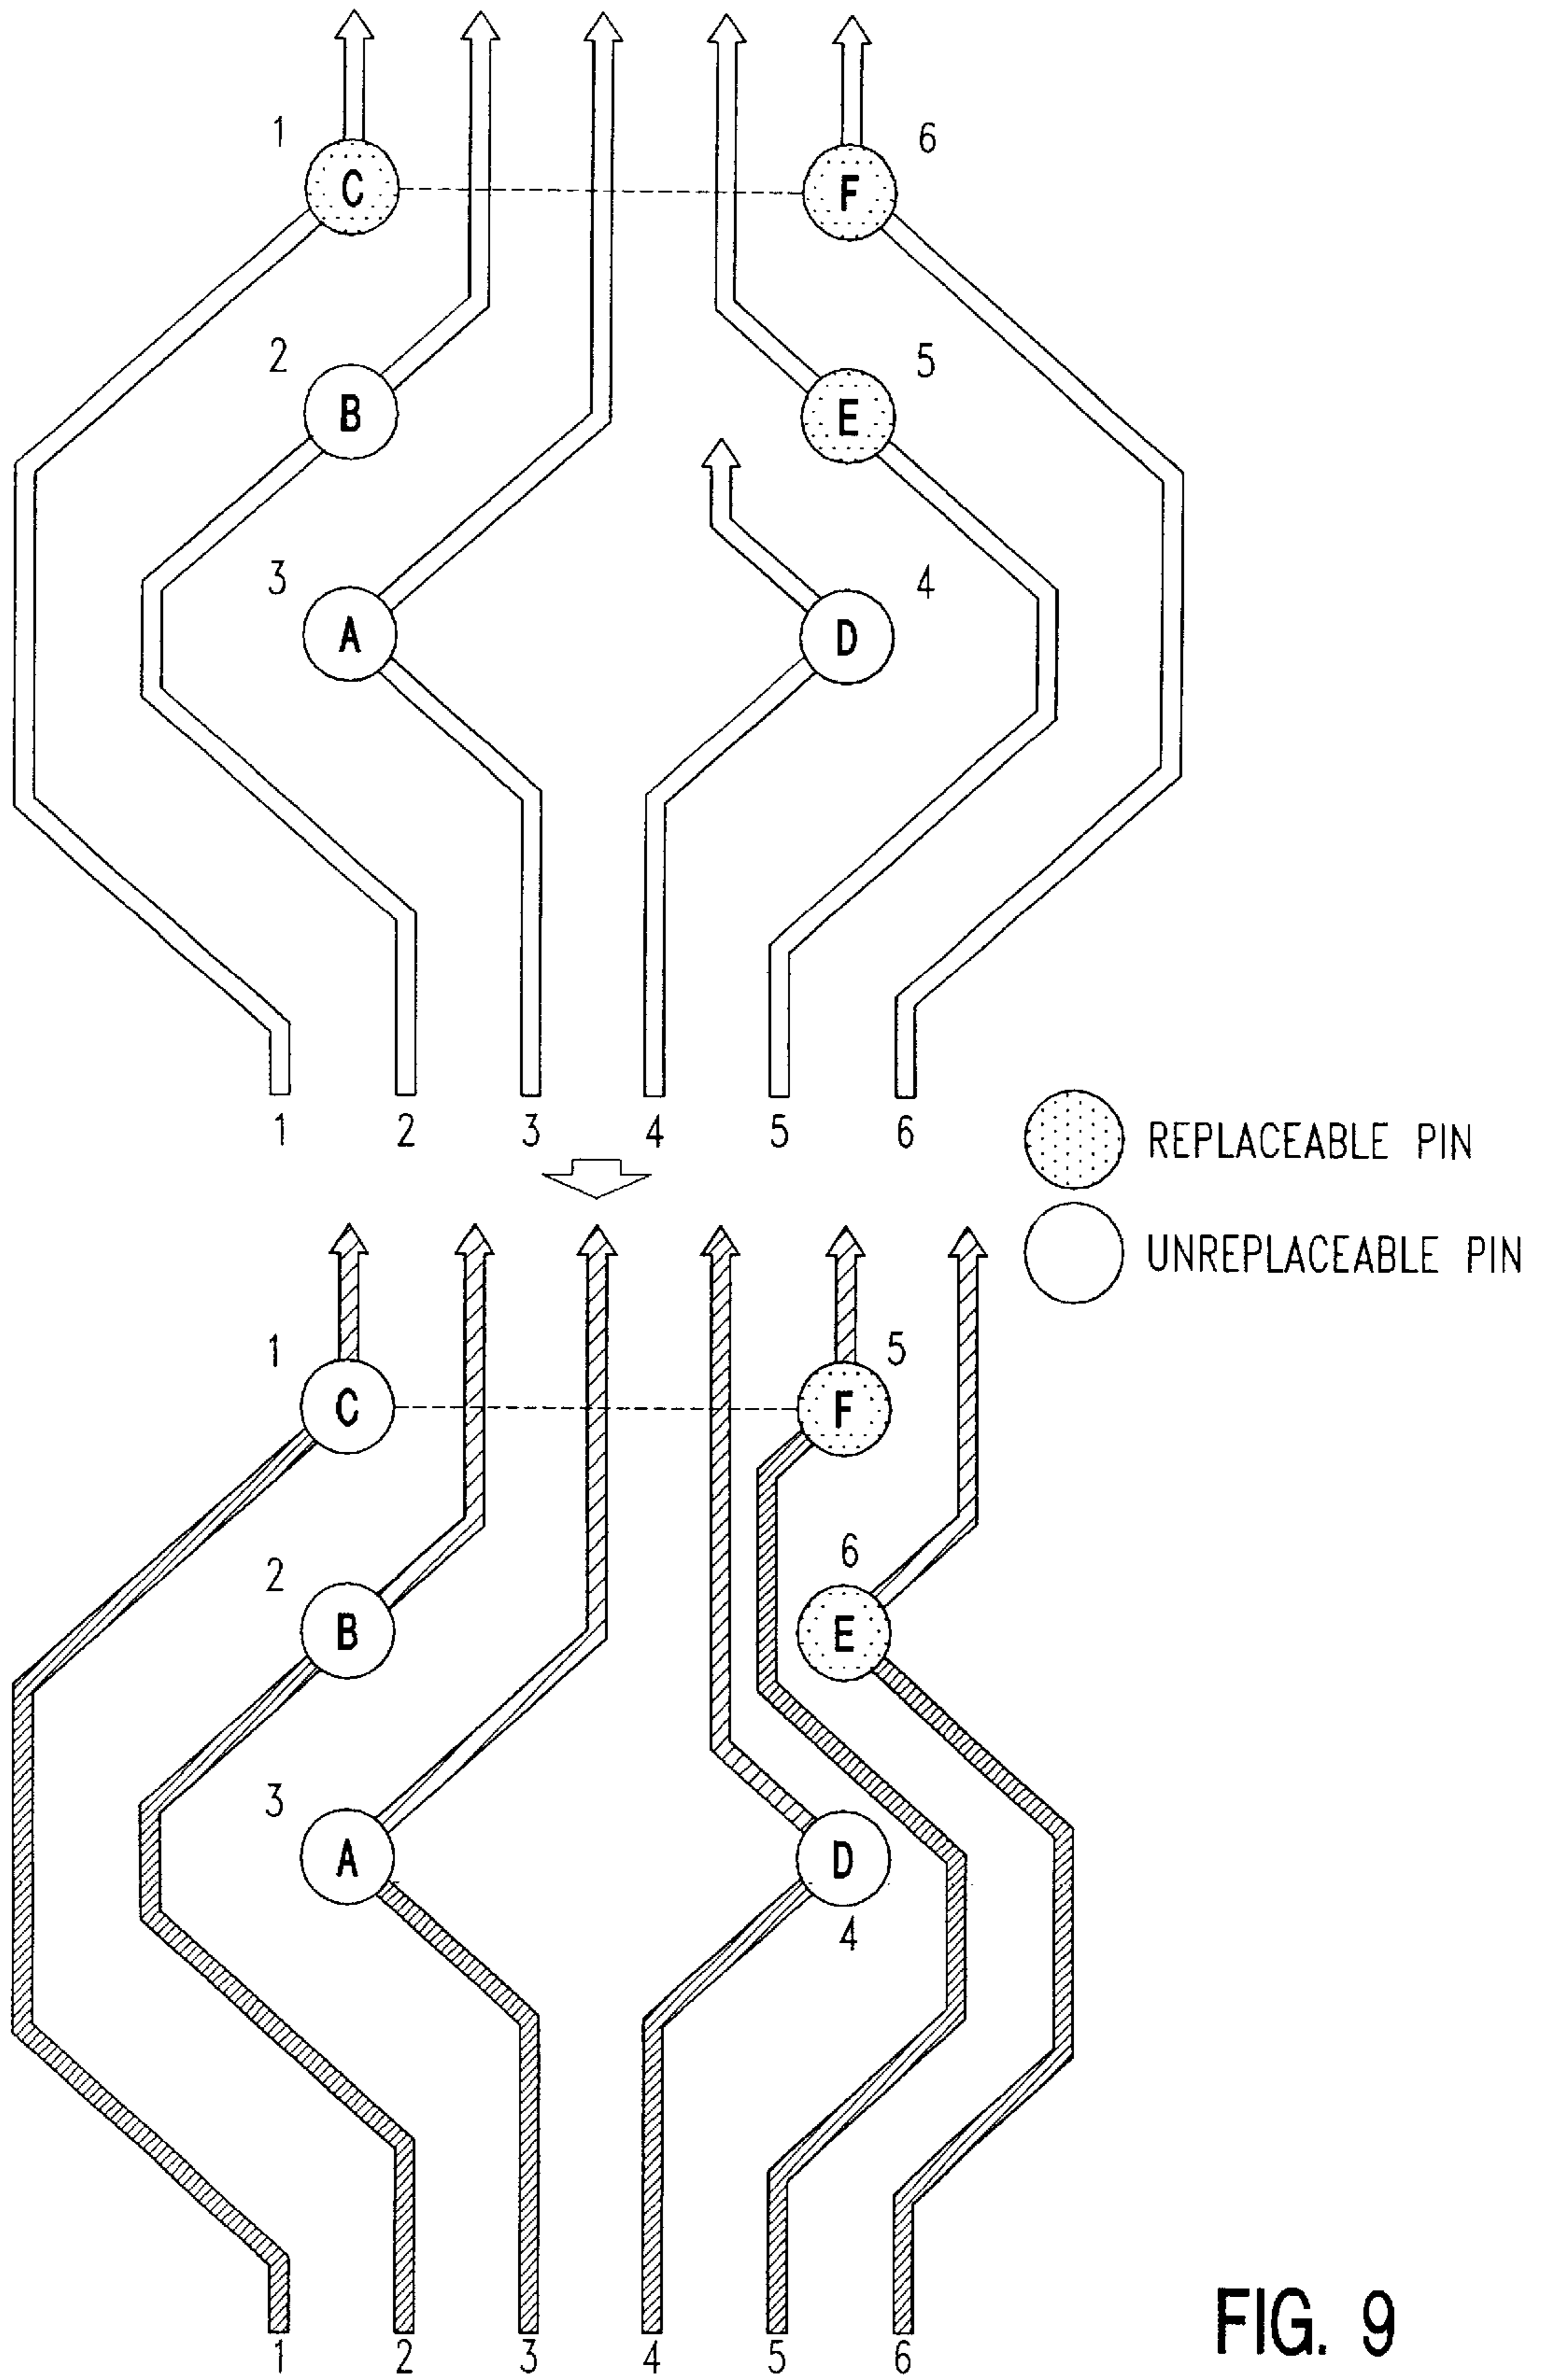 1 6
C F
2 5
B E
3 4
A D
1 2 3 4 5 6
REPLACEABLE PIN
UNREPLACEABLE PIN
1 5
C F
2 6
B E
3
A D
4
1 2 3 4 5 6
FIG. 9